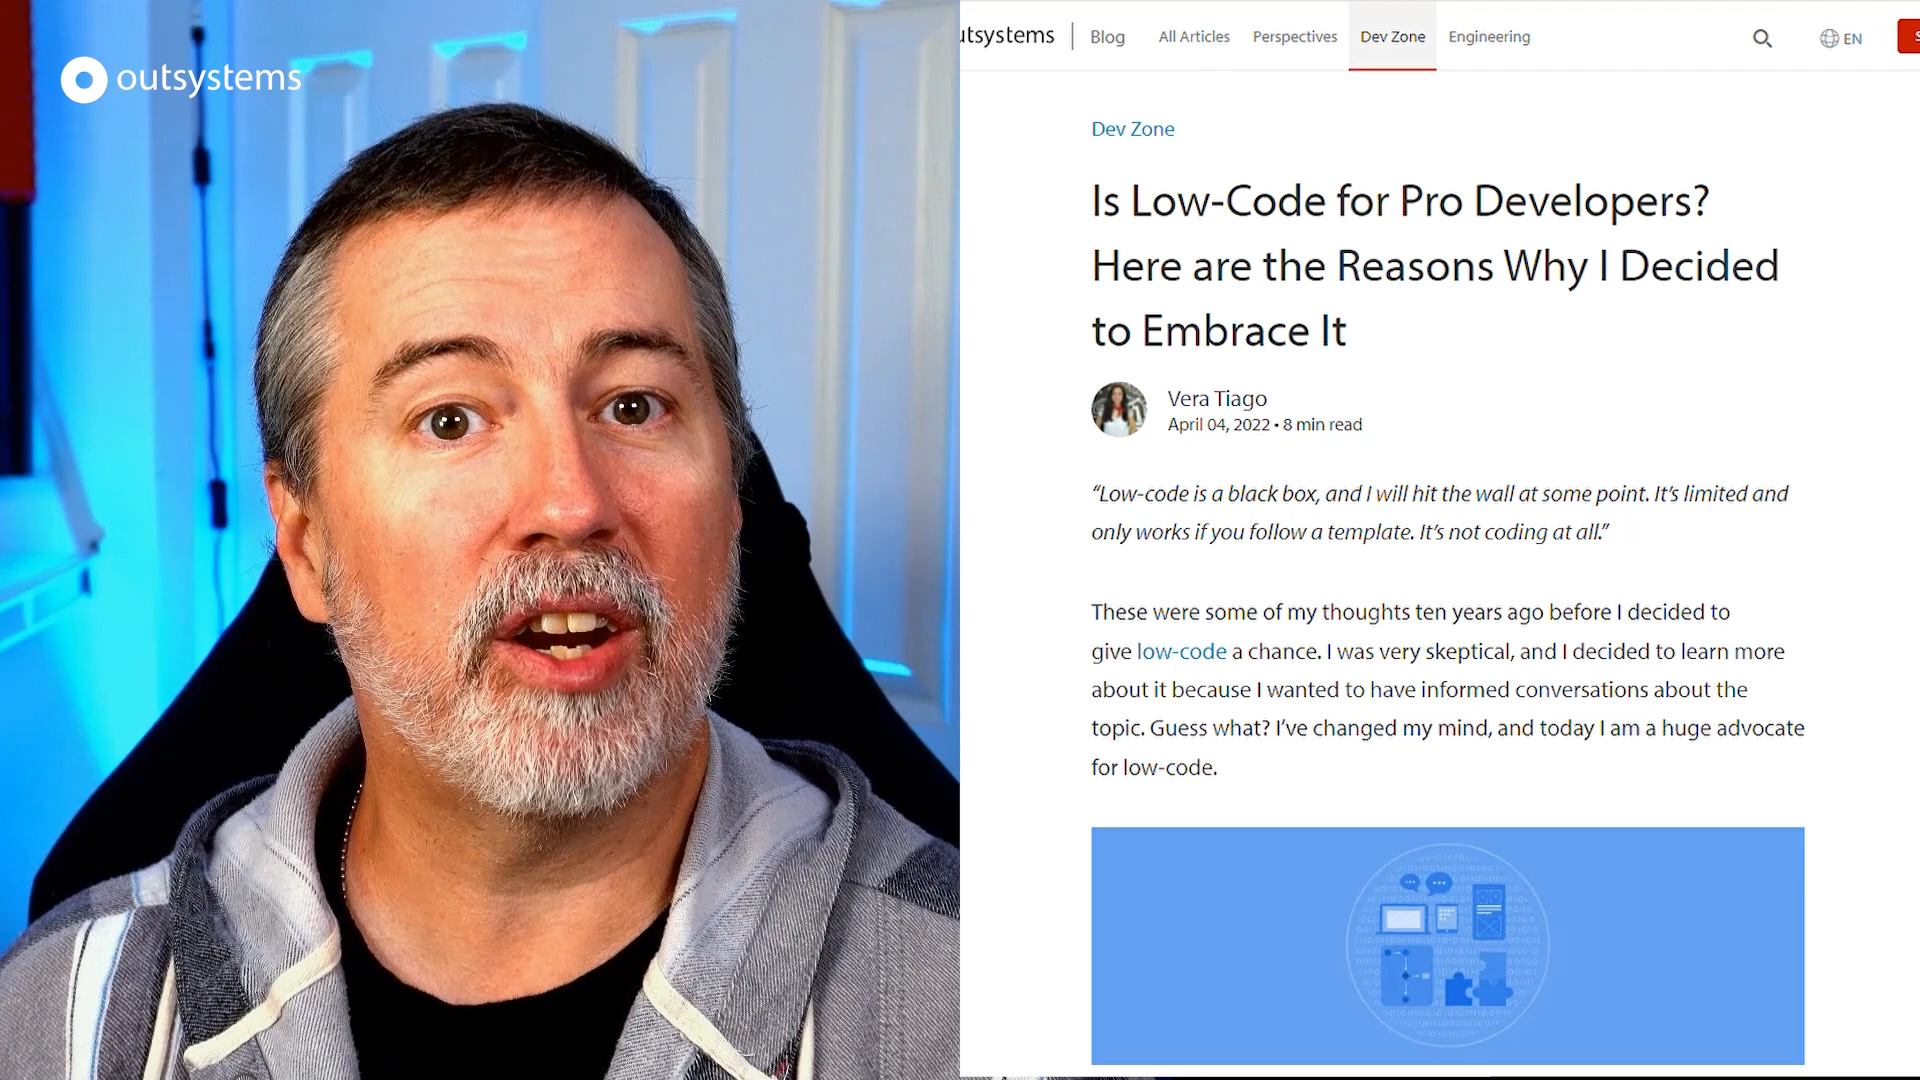 outsystems
utsystems
Blog
All Articles
Perspectives
Dev Zone
Engineering
EN
Dev Zone
Is Low-Code for Pro Developers?
Here are the Reasons Why I Decided
to Embrace It
Vera Tiago
April 04, 2022 • 8 min read
“Low-code is a black box, and I will hit the wall at some point. It’s limited and
only works if you follow a template. It’s not coding at all.”
These were some of my thoughts ten years ago before I decided to
give low-code a chance. I was very skeptical, and I decided to learn more
about it because I wanted to have informed conversations about the
topic. Guess what? I’ve changed my mind, and today I am a huge advocate
for low-code.